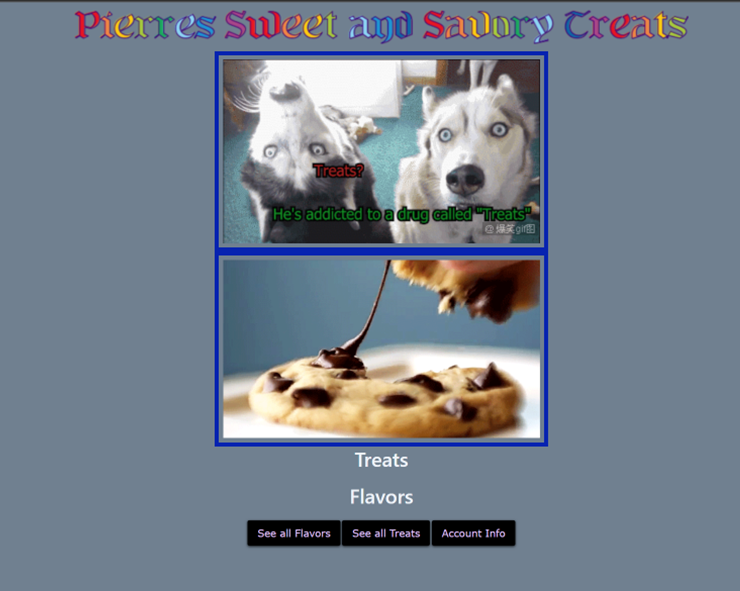 Pierres Sweet and Savory Treats
Treats?
He's addicted to a drug called "Treats"
@爆笑gif图
Treats
Flavors
See all Flavors
See all Treats
Account Info